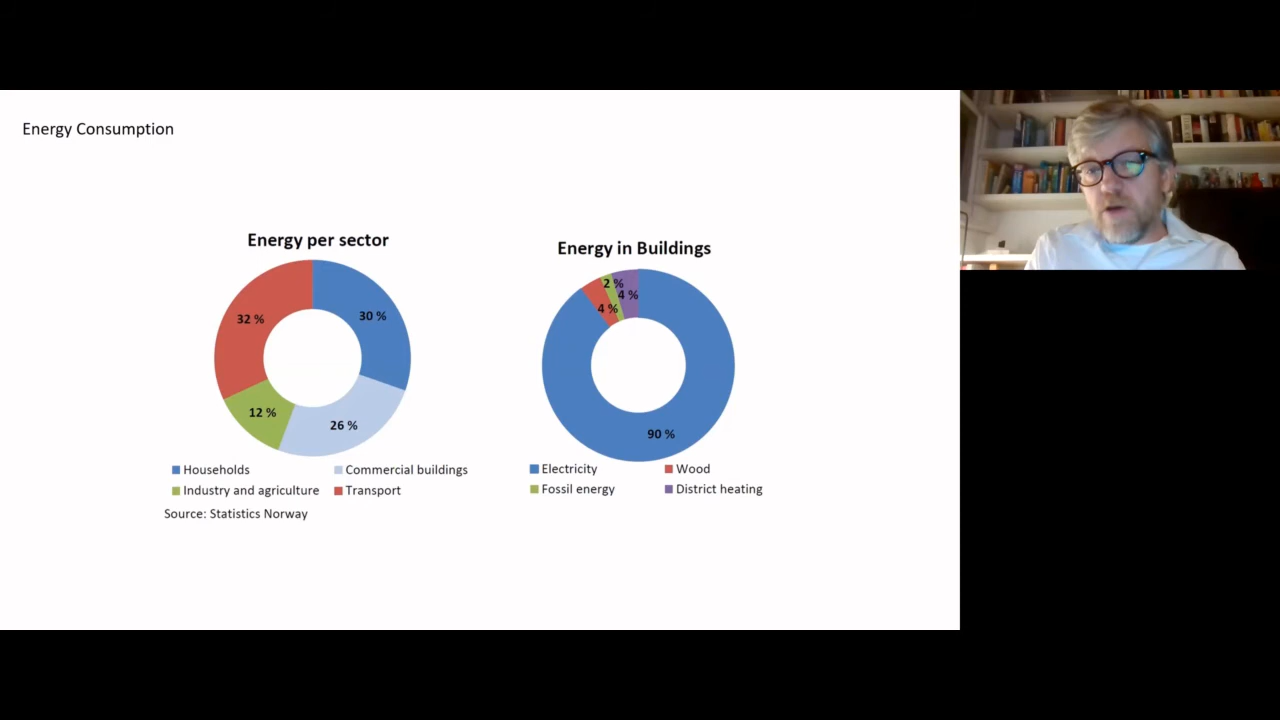 Energy Consumption
Energy per sector
32 %
30 %
12 %
26 %
Households
Commercial buildings
Industry and agriculture
Transport
Source: Statistics Norway
Energy in Buildings
2 %
4 %
4 %
90 %
Electricity
Wood
Fossil energy
District heating